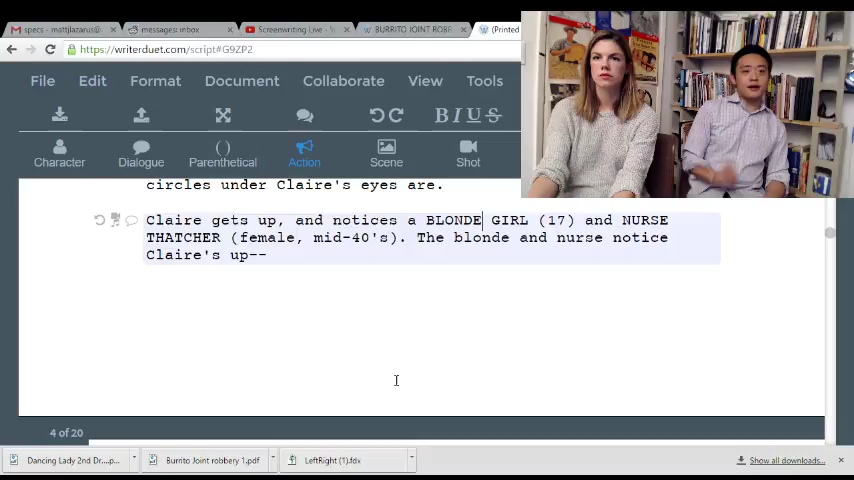 specs - mattjlazarus@
messages: inbox
Screenwriting Live - W
BURRITO JOINT ROBB
(Printed
https://writerduet.com/script#G9ZP2
File Edit Format Document Collaborate View Tools
B I U S
Character Dialogue Parenthetical Action Scene Shot
circles under Claire's eyes are.
Claire gets up, and notices a BLONDE GIRL (17) and NURSE
THATCHER (female, mid-40's). The blonde and nurse notice
Claire's up--
4 of 20
Dancing Lady 2nd Dr....p...
Burrito Joint robbery 1.pdf
LeftRight (1).fdx
Show all downloads...